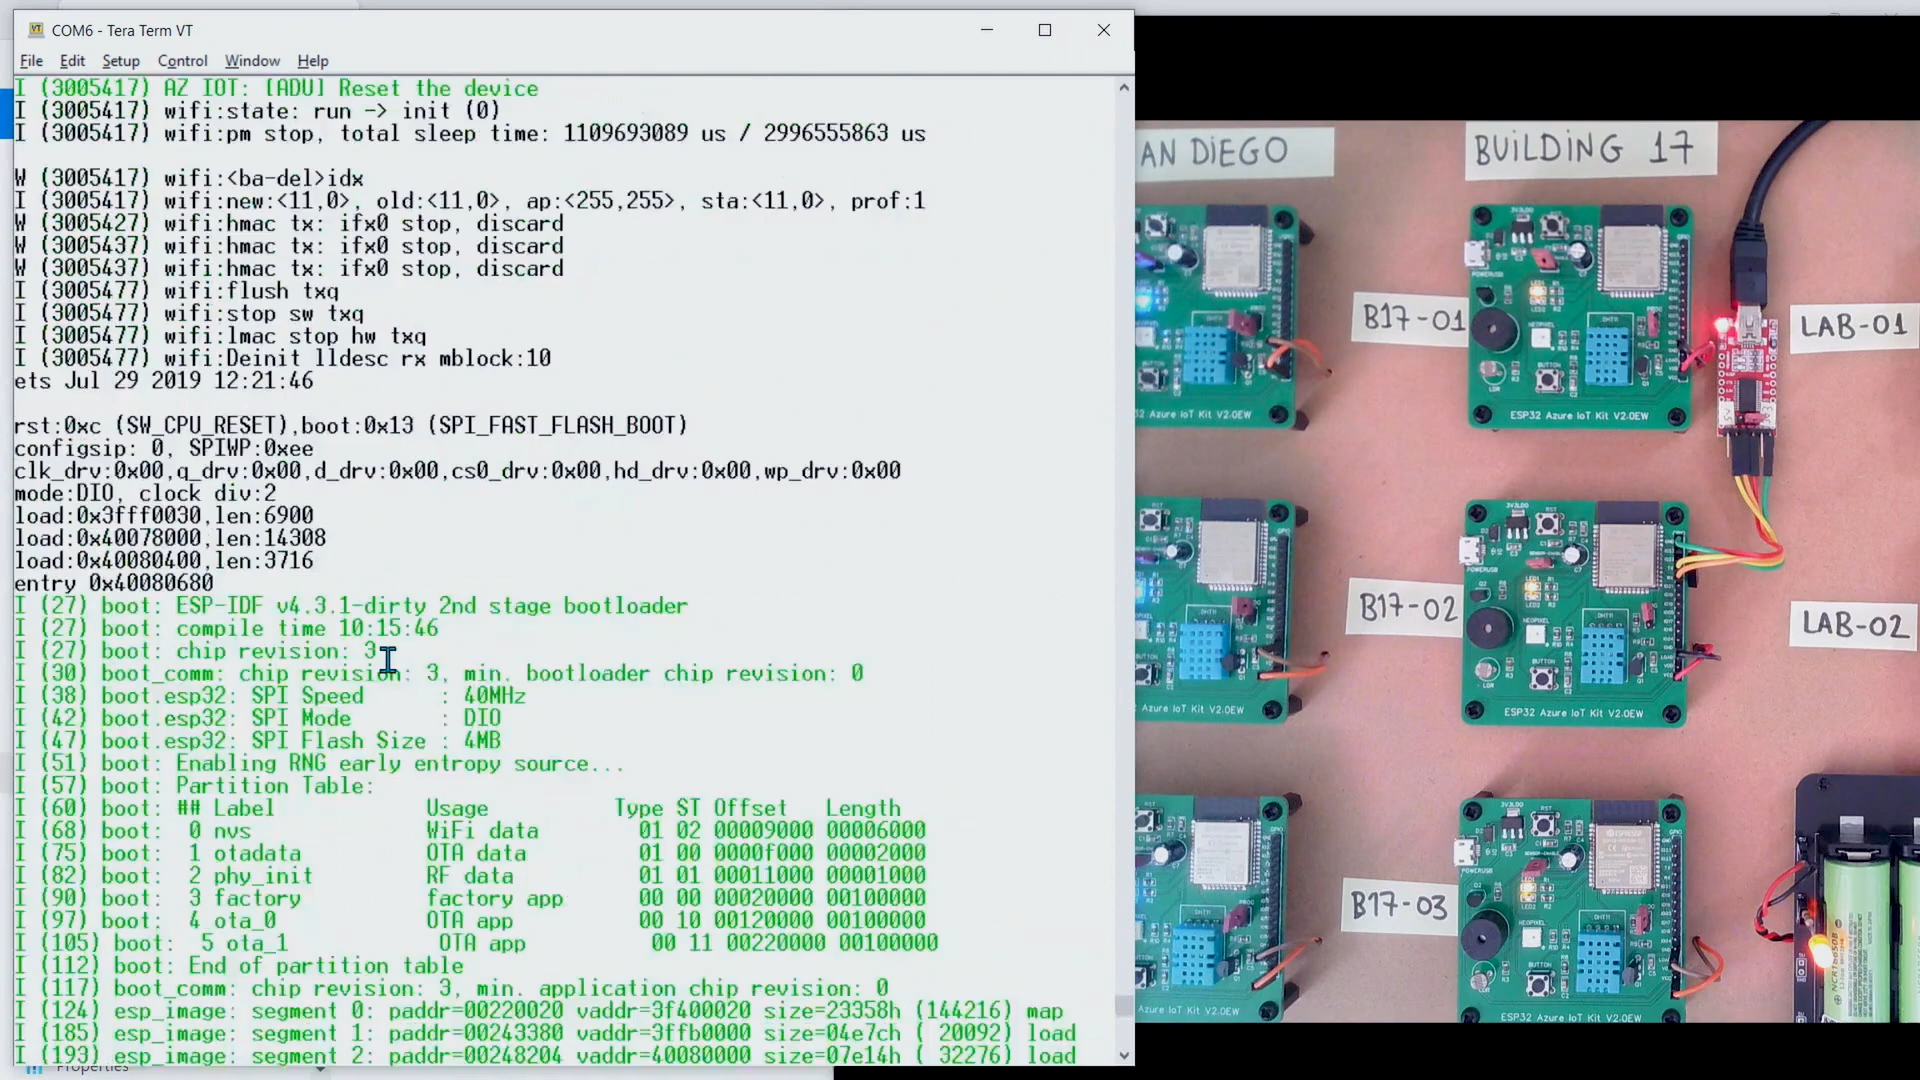 COM6 - Tera Term VT
File Edit Setup Control Window Help
I (3005417) AZ IOT: [ADU] Reset the device
I (3005417) wifi:state: run -> init (0)
I (3005417) wifi:pm stop, total sleep time: 1109693089 us / 2996555863 us
W (3005417) wifi:<ba-del>idx
I (3005417) wifi:new:<11,0>, old:<11,0>, ap:<255,255>, sta:<11,0>, prof:1
W (3005427) wifi:hmac tx: ifx0 stop, discard
W (3005437) wifi:hmac tx: ifx0 stop, discard
W (3005437) wifi:hmac tx: ifx0 stop, discard
I (3005477) wifi:flush txq
I (3005477) wifi:stop sw txq
I (3005477) wifi:lmac stop hw txq
I (3005477) wifi:Deinit lldesc rx mblock:10
ets Jul 29 2019 12:21:46
rst:0xc (SW_CPU_RESET),boot:0x13 (SPI_FAST_FLASH_BOOT)
configsip: 0, SPIWP:0xee
clk_drv:0x00,q_drv:0x00,d_drv:0x00,cs0_drv:0x00,hd_drv:0x00,wp_drv:0x00
mode:DIO, clock div:2
load:0x3fff0030,len:6900
load:0x40078000,len:14308
load:0x40080400,len:3716
entry 0x40080680
I (27) boot: ESP-IDF v4.3.1-dirty 2nd stage bootloader
I (27) boot: compile time 10:15:46
I (27) boot: chip revision: 3
I (30) boot_comm: chip revision: 3, min. bootloader chip revision: 0
I (38) boot.esp32: SPI Speed : 40MHz
I (42) boot.esp32: SPI Mode : DIO
I (47) boot.esp32: SPI Flash Size : 4MB
I (51) boot: Enabling RNG early entropy source...
I (57) boot: Partition Table:
I (60) boot: ## Label Usage Type ST Offset Length
I (68) boot: 0 nvs WiFi data 01 02 00009000 00006000
I (75) boot: 1 otadata OTA data 01 00 0000f000 00002000
I (82) boot: 2 phy_init RF data 01 01 00011000 00001000
I (90) boot: 3 factory factory app 00 00 00020000 00100000
I (97) boot: 4 ota_0 OTA app 00 10 00120000 00100000
I (105) boot: 5 ota_1 OTA app 00 11 00220000 00100000
I (112) boot: End of partition table
I (117) boot_comm: chip revision: 3, min. application chip revision: 0
I (124) esp_image: segment 0: paddr=00220020 vaddr=3f400020 size=23358h (144216) map
I (185) esp_image: segment 1: paddr=00243380 vaddr=3ffb0000 size=04e7ch ( 20092) load
I (193) esp_image: segment 2: paddr=00248204 vaddr=40080000 size=07e14h ( 32276) load
Properties
AN DIEGO
BUILDING 17
B17-01
LAB-01
ESP32 Azure IoT Kit V2.0EW
ESP32 Azure IoT Kit V2.0EW
B17-02
LAB-02
Azure IoT Kit V2.0EW
ESP32 Azure IoT Kit V2.0EW
B17-03
Azure IoT Kit V2.0EW
ESP32 Azure IoT Kit V2.0EW